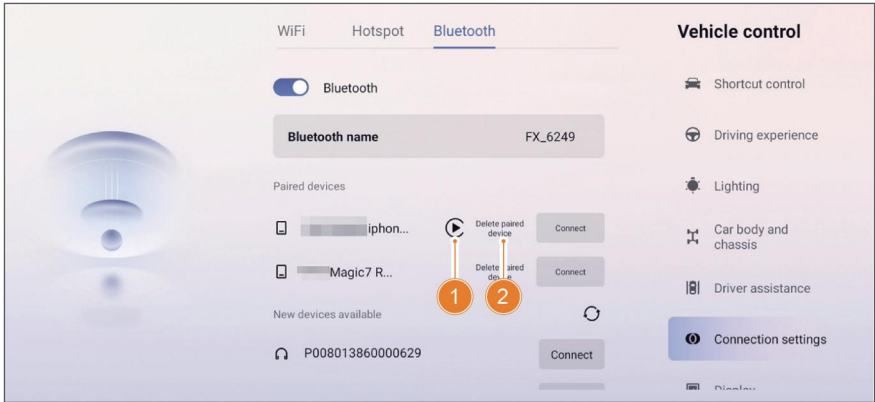 WiFi Hotspot Bluetooth
Bluetooth
Bluetooth name FX_6249
Paired devices
iphon... Delete paired
device Connect
Magic7 R... Delete paired
Connect
1 2
New devices available
P008013860000629 Connect
Vehicle control
Shortcut control
Driving experience
Lighting
Car body and
chassis
Driver assistance
Connection settings
Display